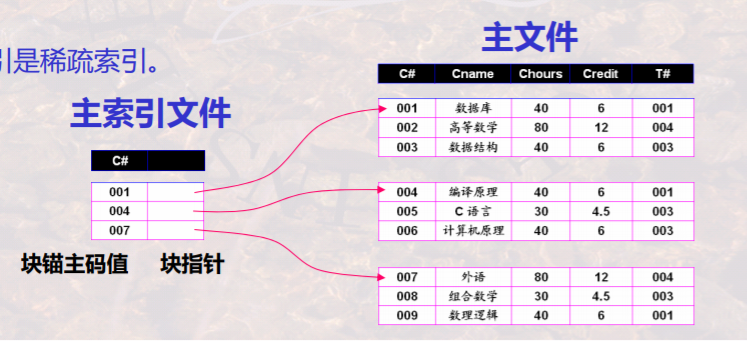 主文件
引是稀疏索引。
C# Cname Chours Credit T#
主索引文件
001 数据库 40 6 001
002 高等数学 80 12 004
003 数据结构 40 6 003
C#
001
004
007
004 编译原理 40 6 001
005 C 语言 30 4.5 003
006 计算机原理 40 6 003
块锚主码值 块指针
007 外语 80 12 004
008 组合数学 30 4.5 003
009 数理逻辑 40 6 001